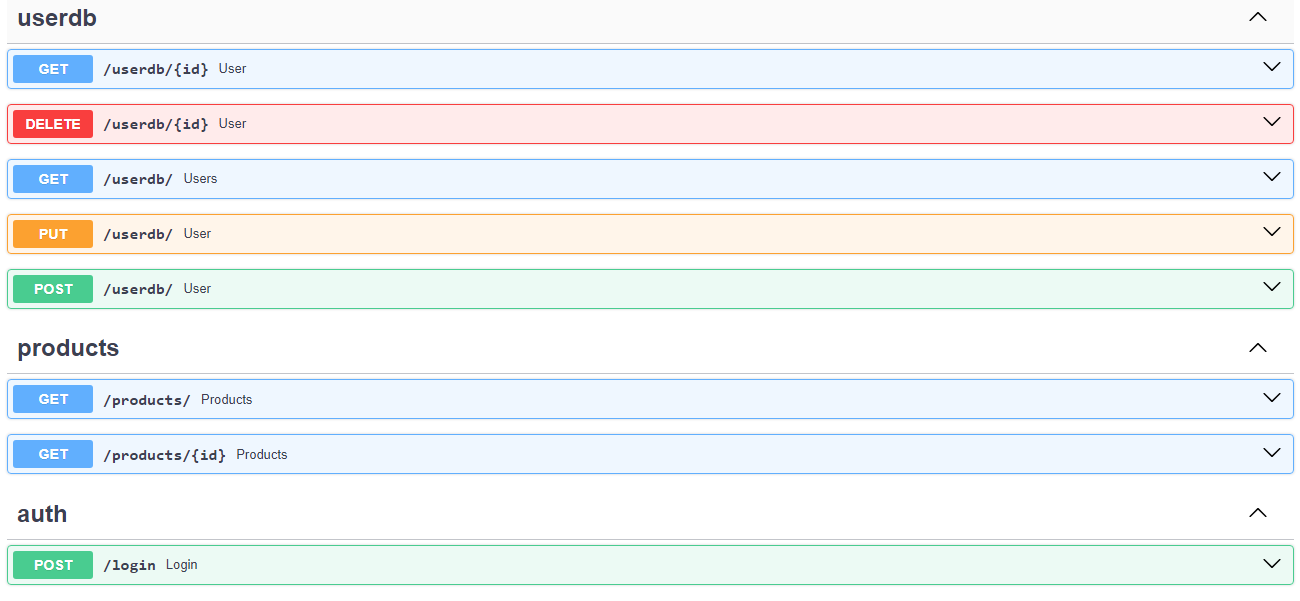 userdb
GET /userdb/{id} User
DELETE /userdb/{id} User
GET /userdb/ Users
PUT /userdb/ User
POST /userdb/ User
products
GET /products/ Products
GET /products/{id} Products
auth
POST /login Login